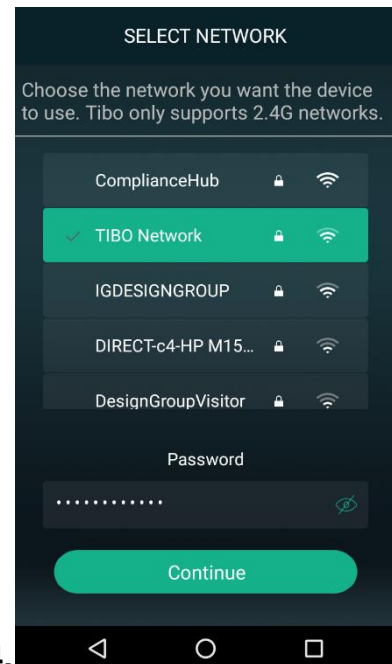 SELECT NETWORK
Choose the network you want the device
to use. Tibo only supports 2.4G networks.
ComplianceHub
TIBO Network
IGDESIGNGROUP
DIRECT-c4-HP M15...
DesignGroupVisitor
Password
............
Continue